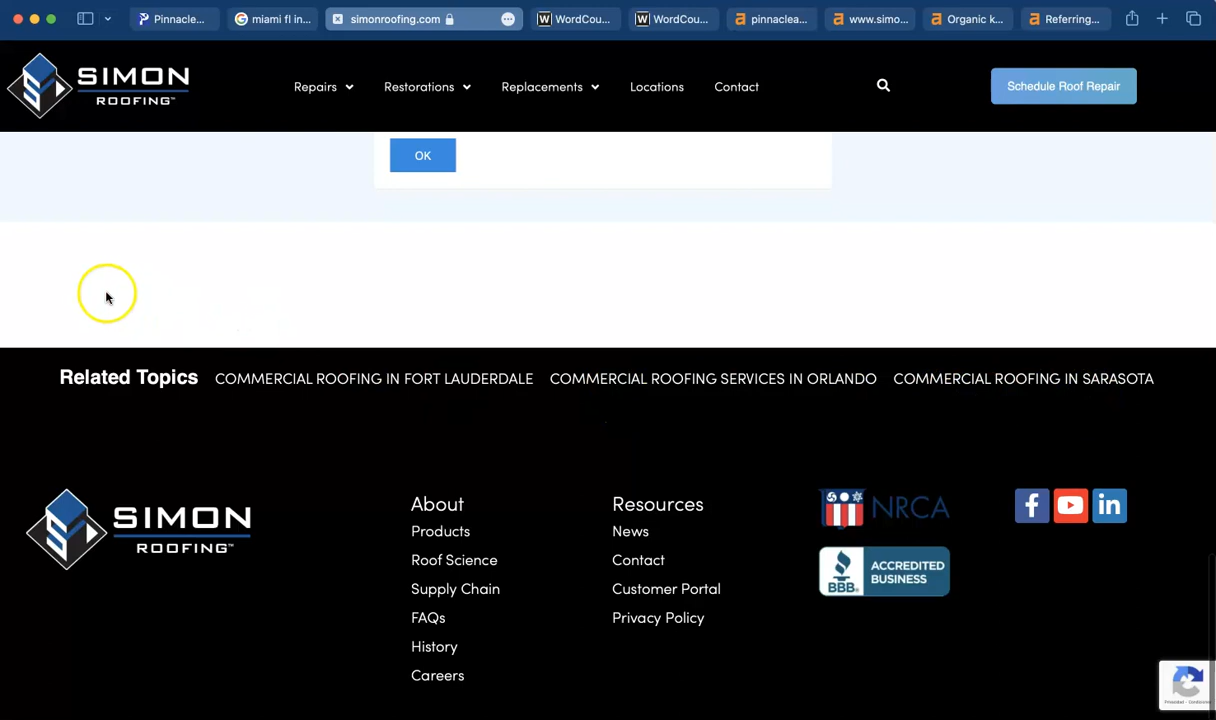 Pinnacle...
miami fl in...
simonroofing.com
WordCou...
WordCou...
pinnaclea...
www.simo...
Organic k...
Referring...
SIMON
ROOFING™
Repairs
Restorations
Replacements
Locations
Contact
Schedule Roof Repair
OK
Related Topics
COMMERCIAL ROOFING IN FORT LAUDERDALE
COMMERCIAL ROOFING SERVICES IN ORLANDO
COMMERCIAL ROOFING IN SARASOTA
SIMON
ROOFING™
About
Products
Roof Science
Supply Chain
FAQs
History
Careers
Resources
News
Contact
Customer Portal
Privacy Policy
NRCA
BBB
ACCREDITED
BUSINESS